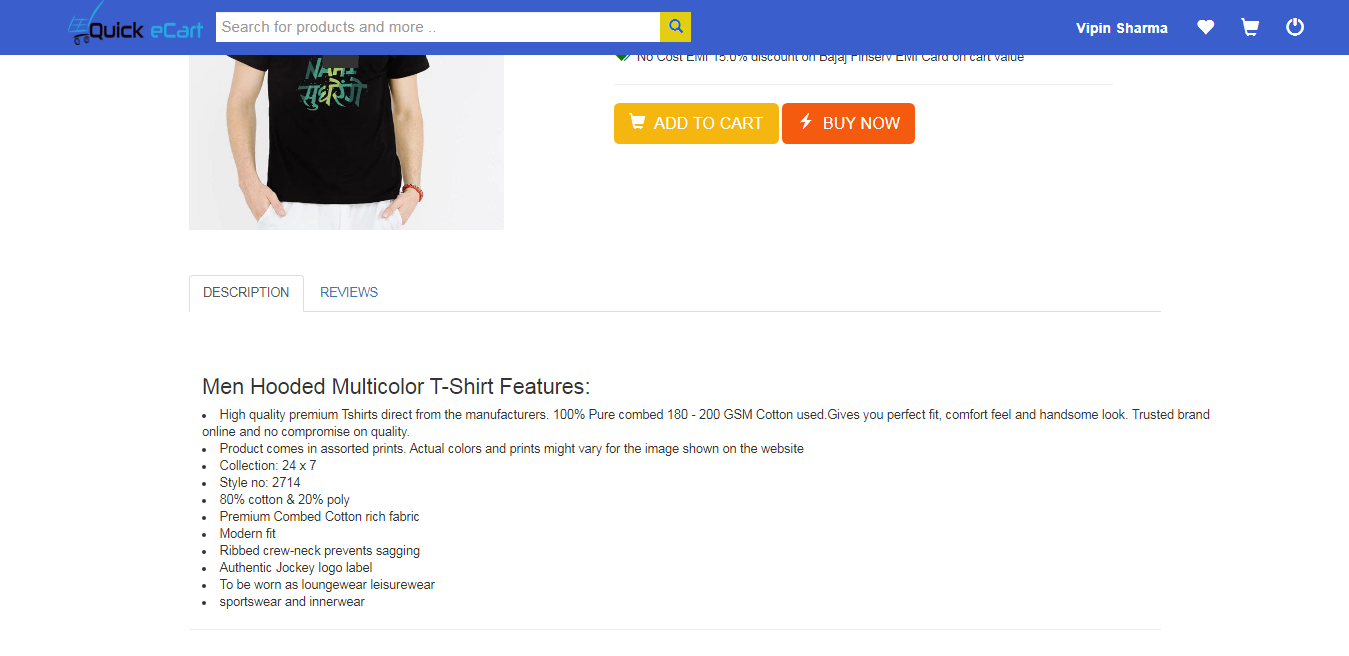 Quick eCart
Search for products and more ..
Vipin Sharma
No Cost EMI 15.0% discount on Bajaj Finserv EMI Card on cart value
सुधरेंगे
ADD TO CART
BUY NOW
DESCRIPTION
REVIEWS
Men Hooded Multicolor T-Shirt Features:
• High quality premium Tshirts direct from the manufacturers. 100% Pure combed 180 - 200 GSM Cotton used.Gives you perfect fit, comfort feel and handsome look. Trusted brand
online and no compromise on quality.
• Product comes in assorted prints. Actual colors and prints might vary for the image shown on the website
• Collection: 24 x 7
• Style no: 2714
• 80% cotton & 20% poly
• Premium Combed Cotton rich fabric
• Modern fit
• Ribbed crew-neck prevents sagging
• Authentic Jockey logo label
• To be worn as loungewear leisurewear
• sportswear and innerwear